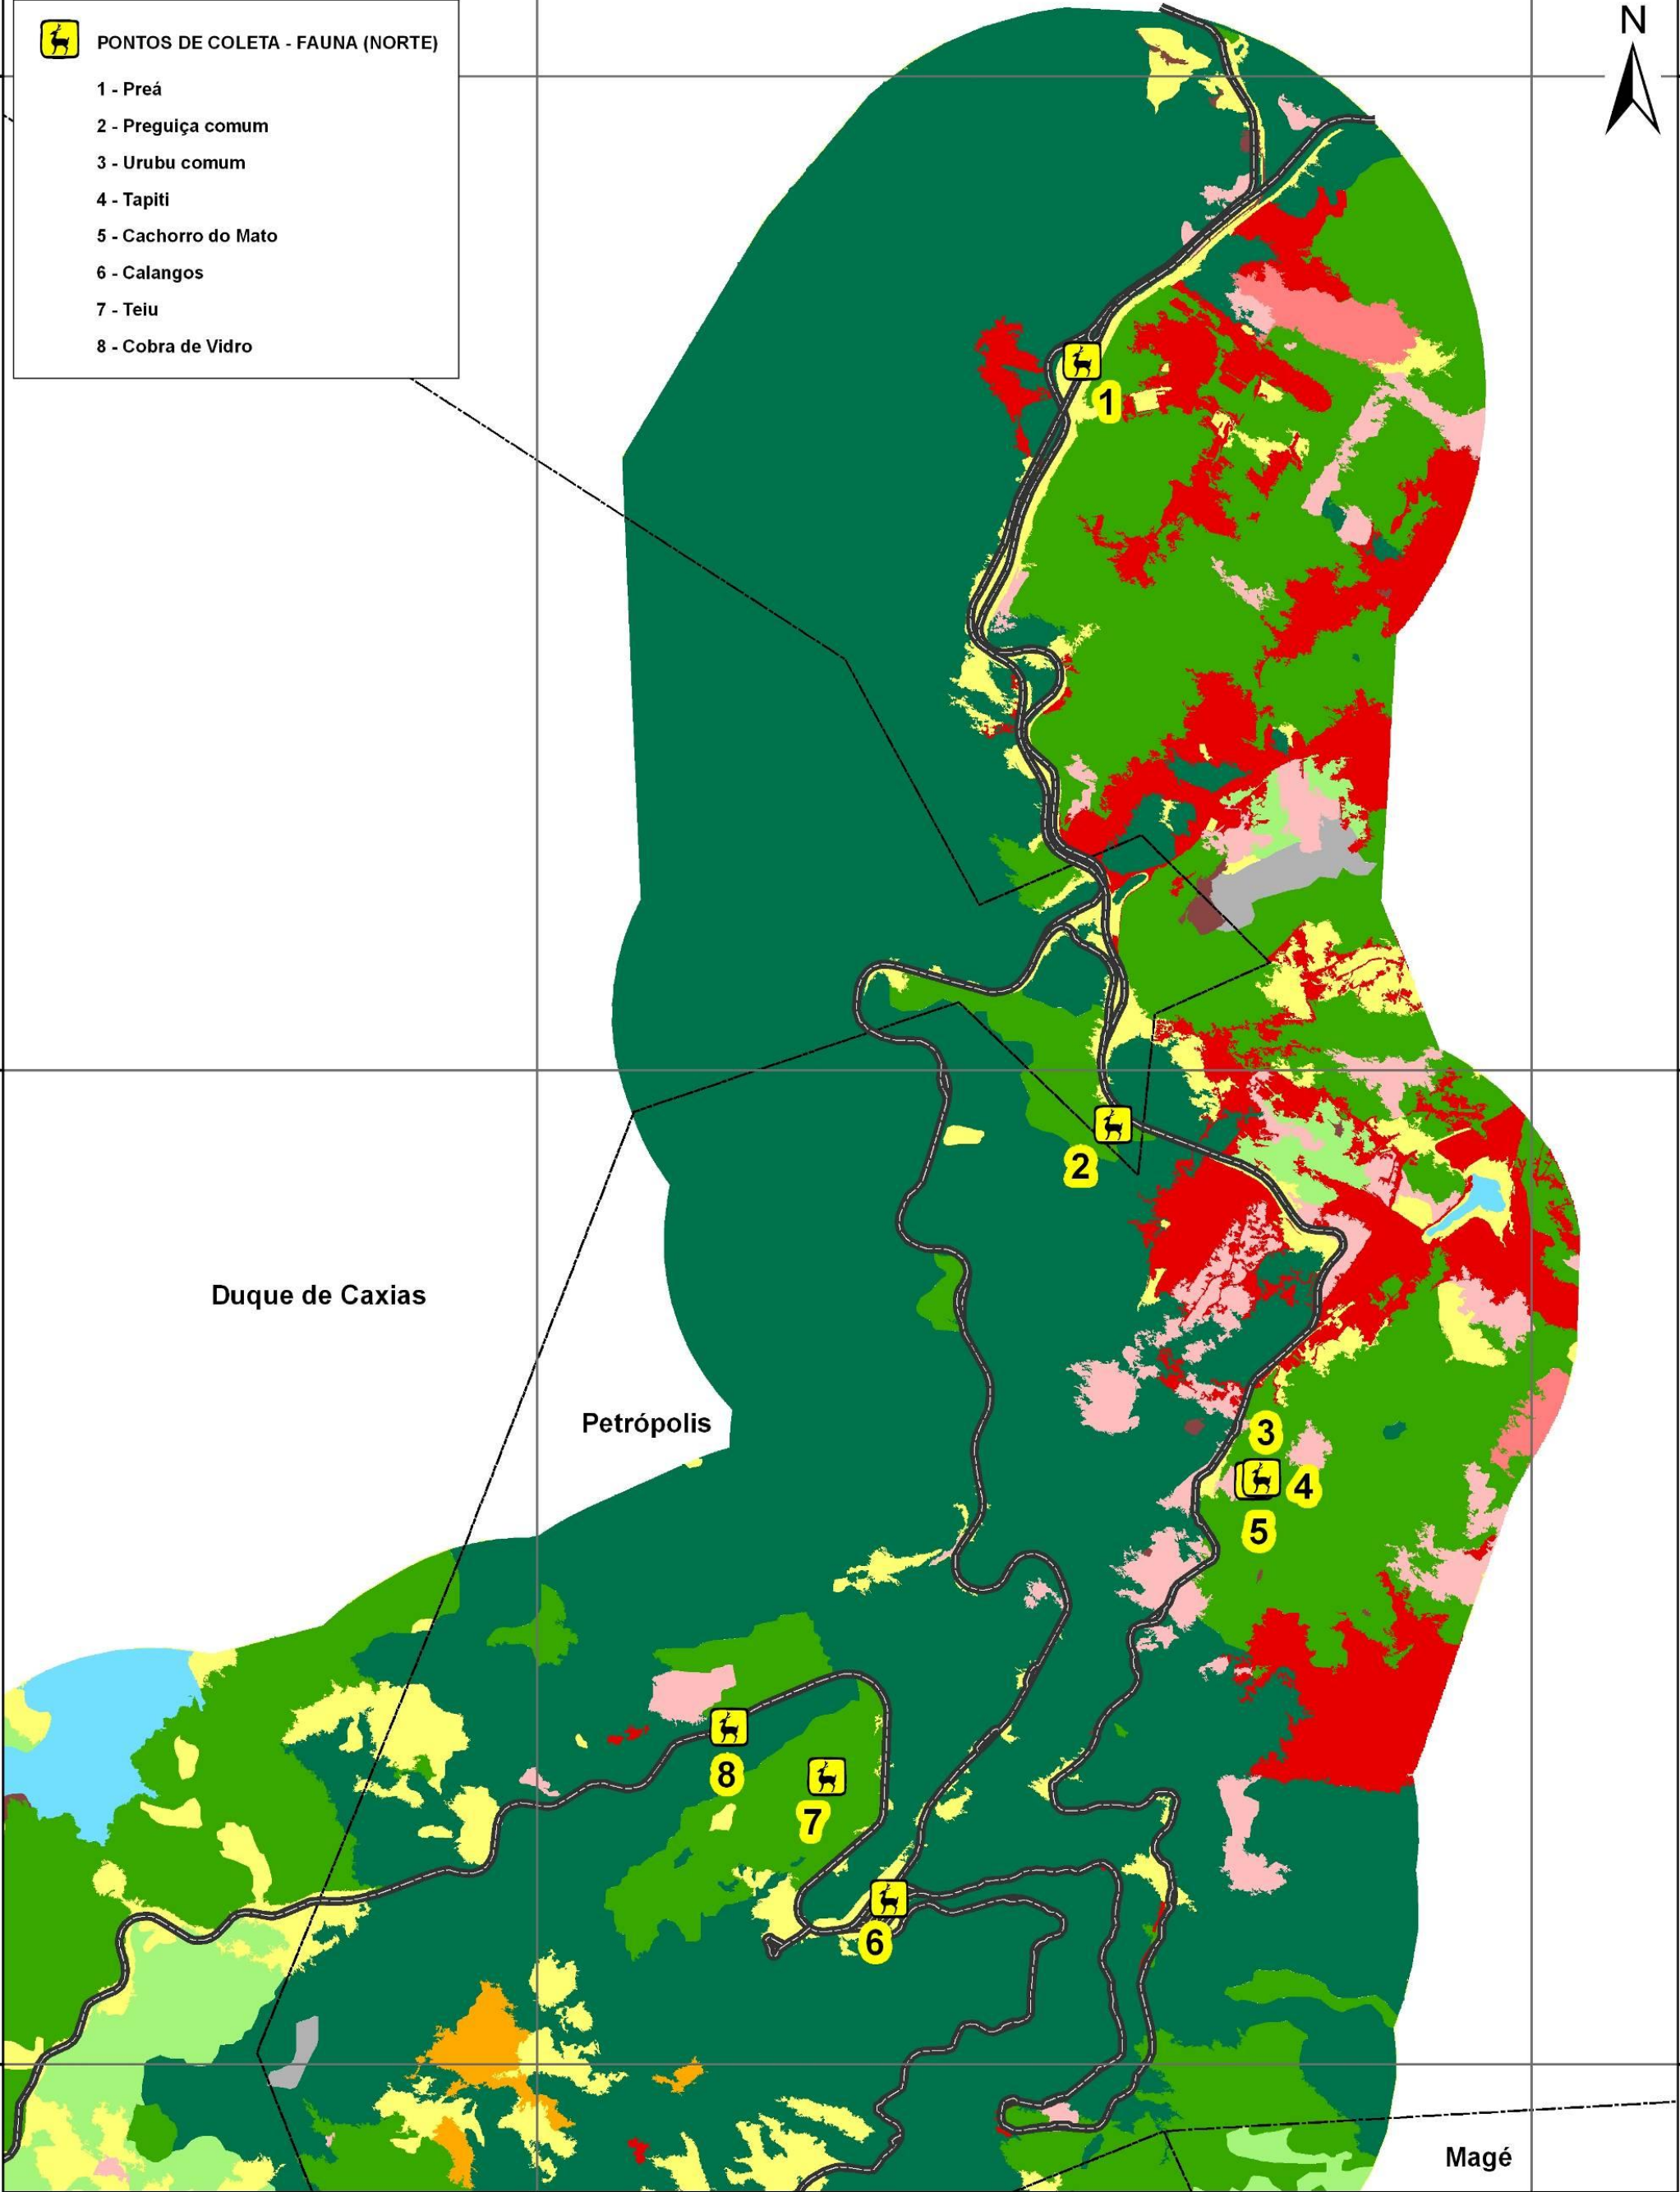 PONTOS DE COLETA - FAUNA (NORTE)
1 - Preá
2 - Preguiça comum
3 - Urubu comum
4 - Tapiti
5 - Cachorro do Mato
6 - Calangos
7 - Teiu
8 - Cobra de Vidro
N
1
2
Duque de Caxias
Petrópolis
3
4
5
8
7
6
Magé